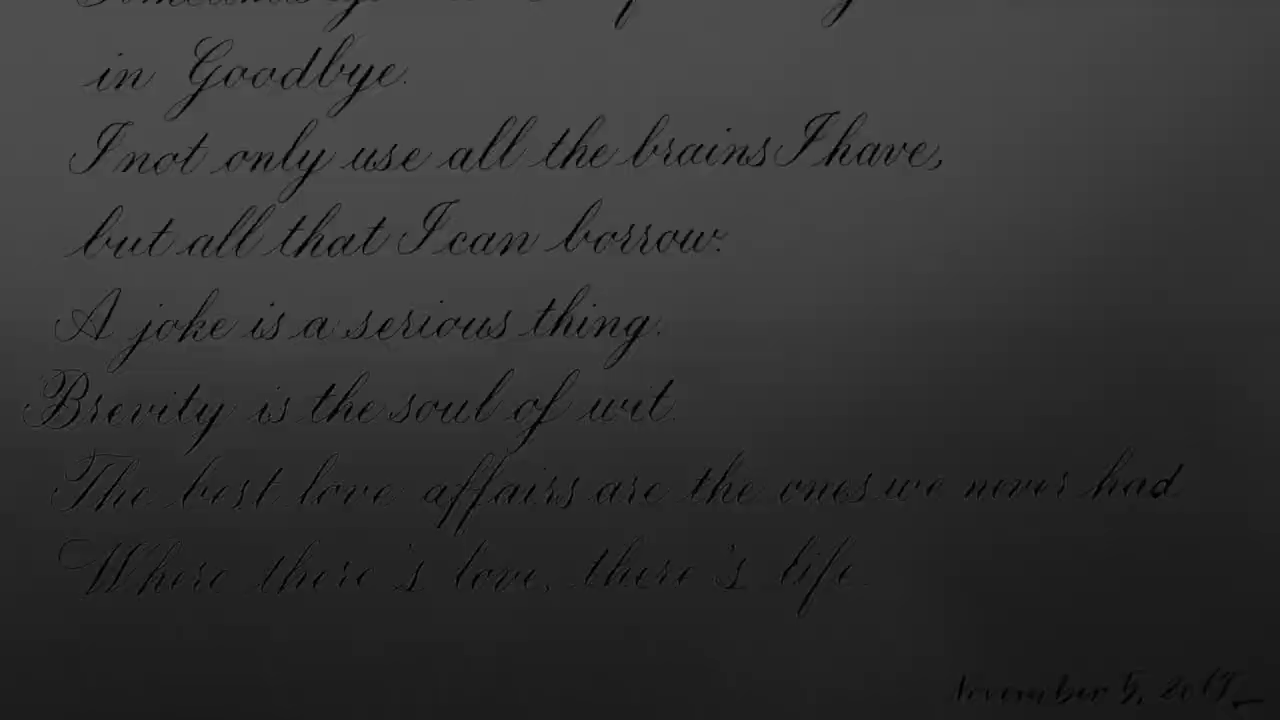 in Goodbye.
I not only use all the brains I have,
but all that I can borrow.
A joke is a serious thing.
Brevity is the soul of wit.
The best love affairs are the ones we never had
Where there's love, there's life.
November 5,